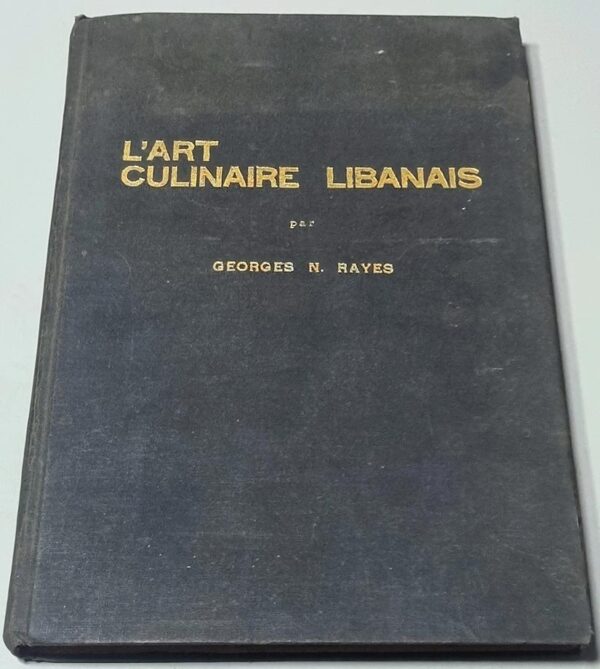 L'ART
CULINAIRE LIBANAIS
par
GEORGES N. RAYES